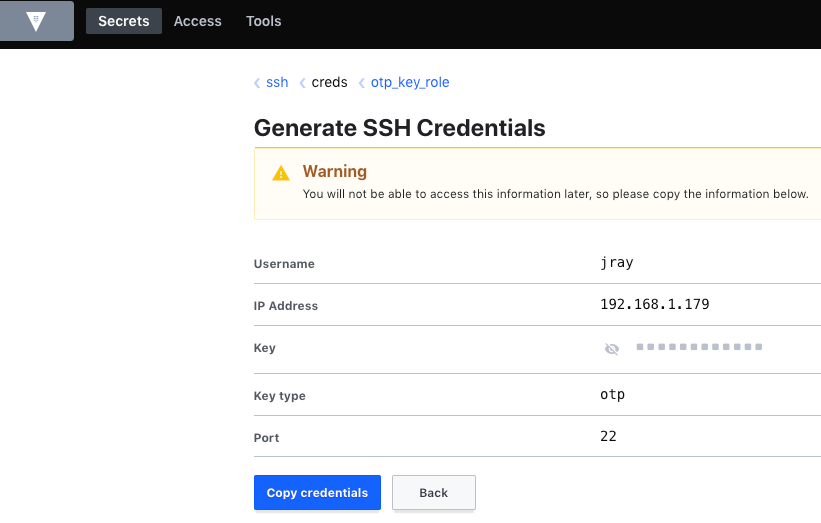 Secrets Access Tools
ssh creds otp_key_role
Generate SSH Credentials
Warning
You will not be able to access this information later, so please copy the information below.
Username jray
IP Address 192.168.1.179
Key
Key type otp
Port 22
Copy credentials Back